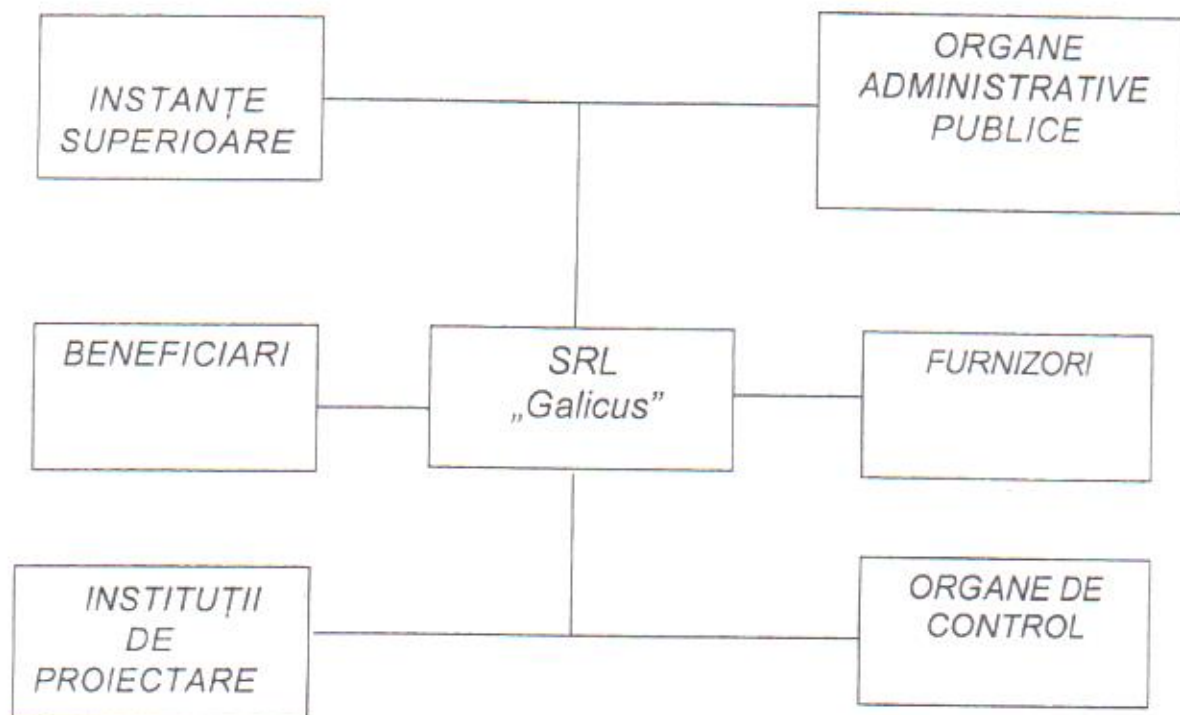 INSTANȚE
SUPERIOARE
ORGANE
ADMINISTRATIVE
PUBLICE
BENEFICIARI
SRL
„Galicus”
FURNIZORI
INSTITUȚII
DE
PROIECTARE
ORGANE DE
CONTROL